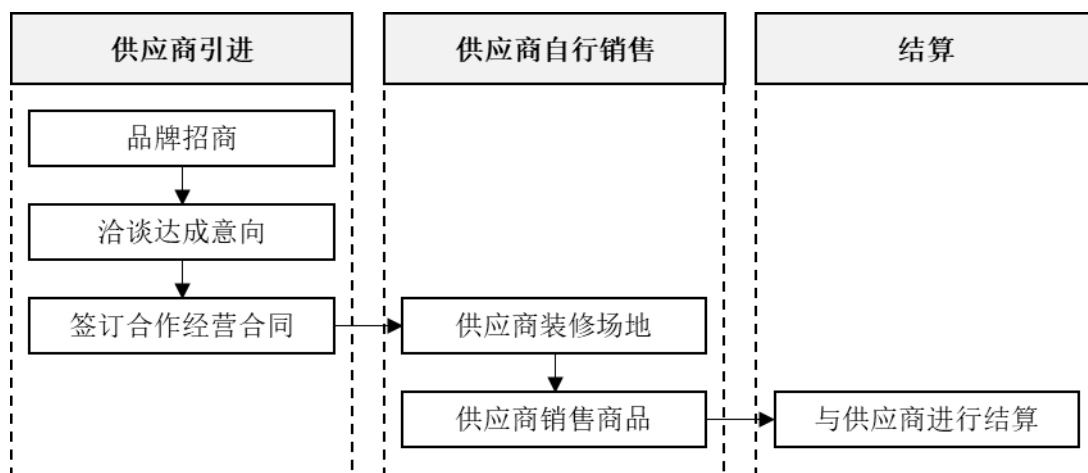 供应商引进
供应商自行销售
结算
品牌招商
洽谈达成意向
签订合作经营合同
供应商装修场地
供应商销售商品
与供应商进行结算